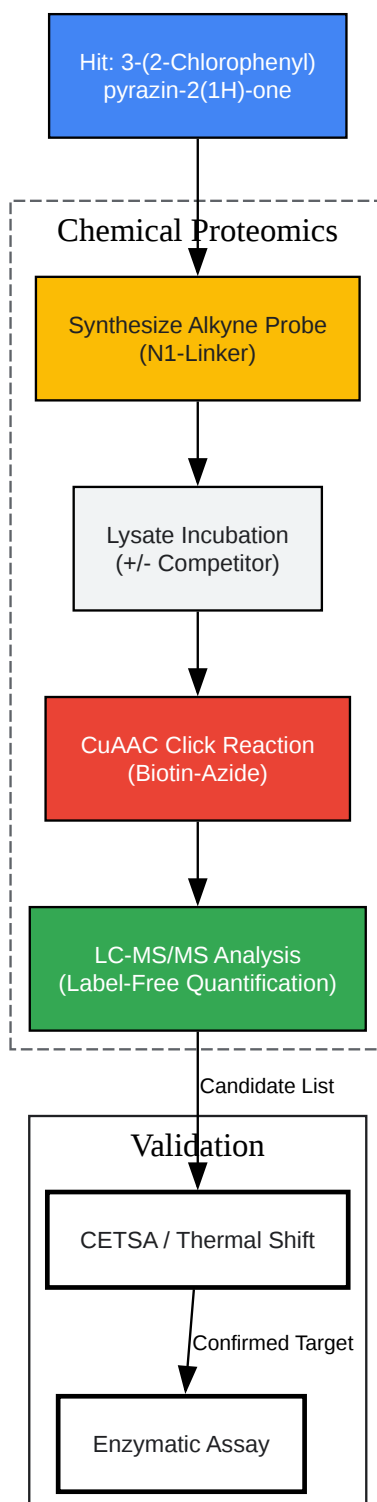 Hit: 3-(2-Chlorophenyl)
pyrazin-2(1H)-one
Chemical Proteomics
Synthesize Alkyne Probe
(N1-Linker)
Lysate Incubation
(+/- Competitor)
CuAAC Click Reaction
(Biotin-Azide)
LC-MS/MS Analysis
(Label-Free Quantification)
Candidate List
Validation
CETSA / Thermal Shift
Confirmed Target
Enzymatic Assay